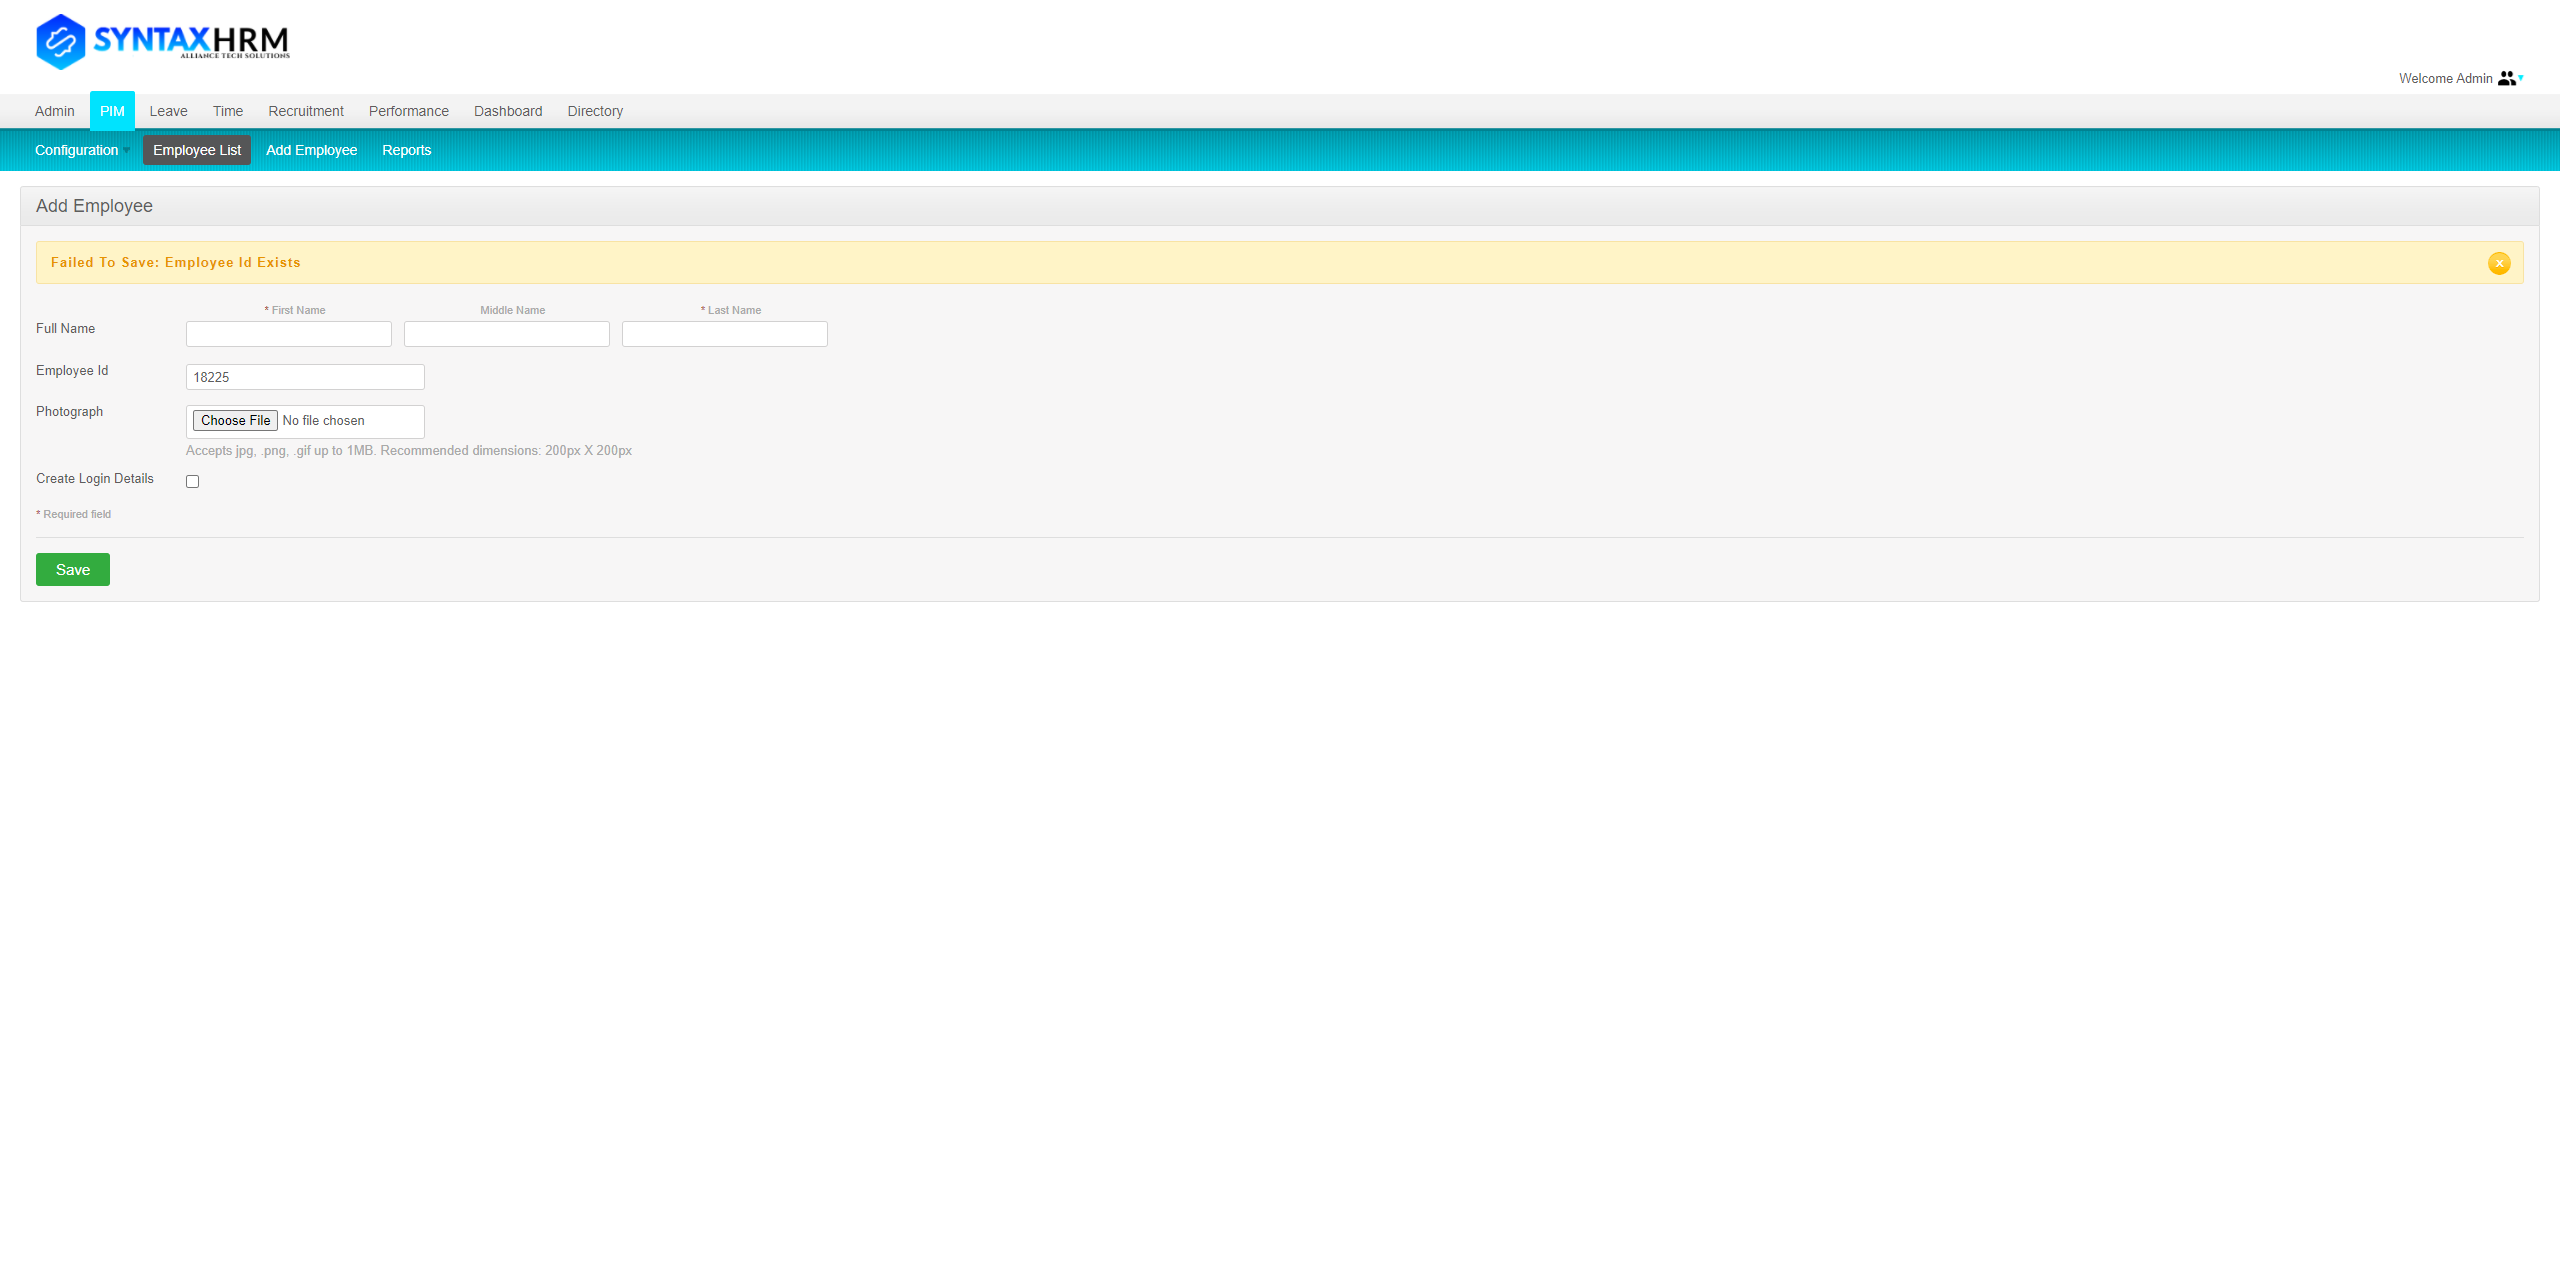 SYNTAXHRM
ALLIANCE TECH SOLUTIONS
Welcome Admin
Admin PIM Leave Time Recruitment Performance Dashboard Directory
Configuration Employee List Add Employee Reports
Add Employee
Failed To Save: Employee Id Exists
* First Name Middle Name * Last Name
Full Name
Employee Id 18225
Photograph Choose File No file chosen
Accepts jpg, .png, .gif up to 1MB. Recommended dimensions: 200px X 200px
Create Login Details
* Required field
Save